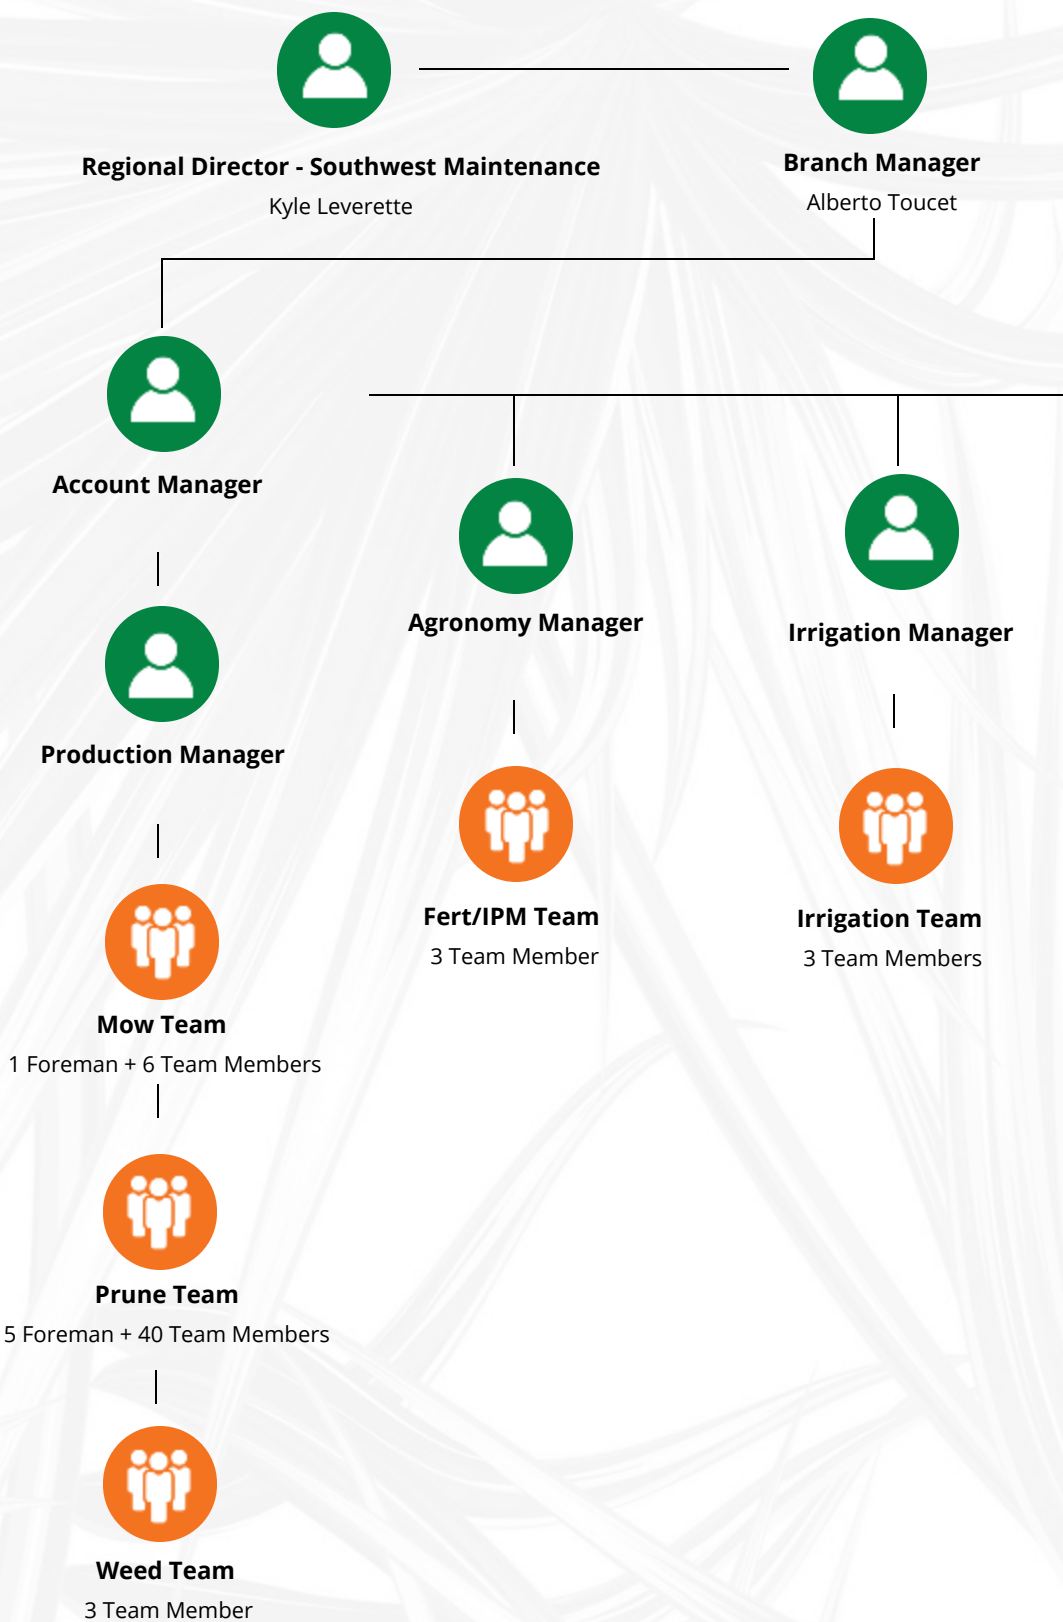 Regional Director - Southwest Maintenance
Kyle Leverette
Branch Manager
Alberto Toucet
Account Manager
Agronomy Manager
Irrigation Manager
Production Manager
Fert/IPM Team
3 Team Member
Irrigation Team
3 Team Members
Mow Team
1 Foreman + 6 Team Members
Prune Team
5 Foreman + 40 Team Members
Weed Team
3 Team Member